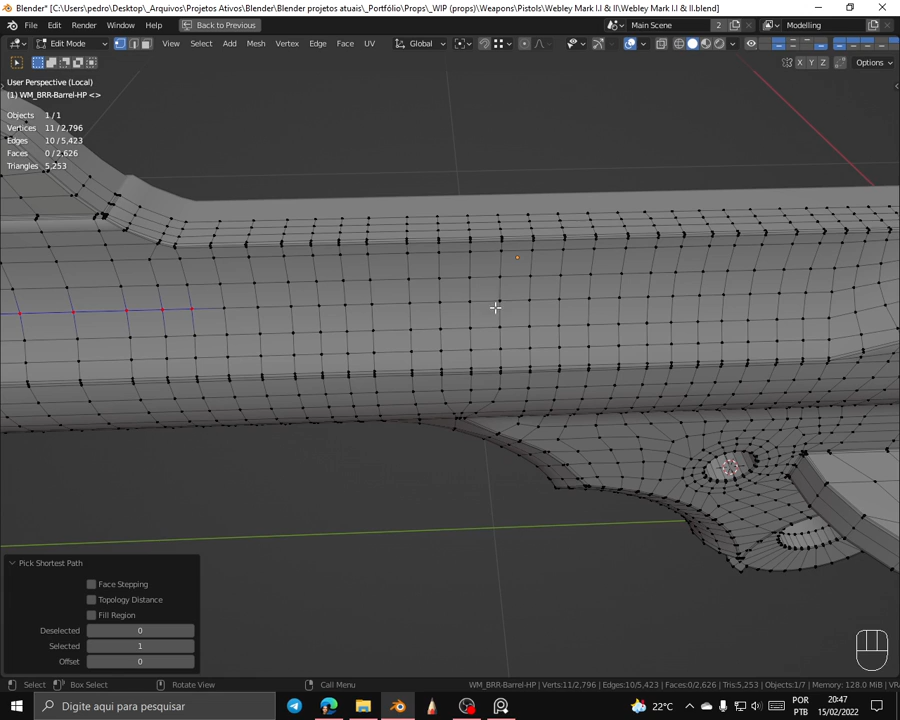 Blender* [C:\Users\pedro\Desktop\_Arquivos\Projetos Ativos\Blender\Blender projetos atuais\_Portfólio\Props\_WIP (props)\Weapons\Pistols\Webley Mark I.I & II\Webley Mark I.I & II.blend]
File Edit Render Window Help Back to Previous Main Scene 2 Modelling
Edit Mode View Select Add Mesh Vertex Edge Face UV Global
X Y Z Options
User Perspective (Local)
(1) WM_BRR-Barrel-HP <>
Objects 1/1
Vertices 11/2,796
Edges 10/5,423
Faces 0/2,626
Triangles 5,253
Pick Shortest Path
Face Stepping
Topology Distance
Fill Region
Deselected 0
Selected 1
Offset 0
Select Box Select Rotate View Call Menu WM_BRR-Barrel-HP | Verts:11/2,796 | Edges:10/5,423 | Faces:0/2,626 | Tris:5,253 | Objects:1/7 | Memory: 128.0 MiB | VR
Digite aqui para pesquisar 22°C POR PTB 20:47 15/02/2022